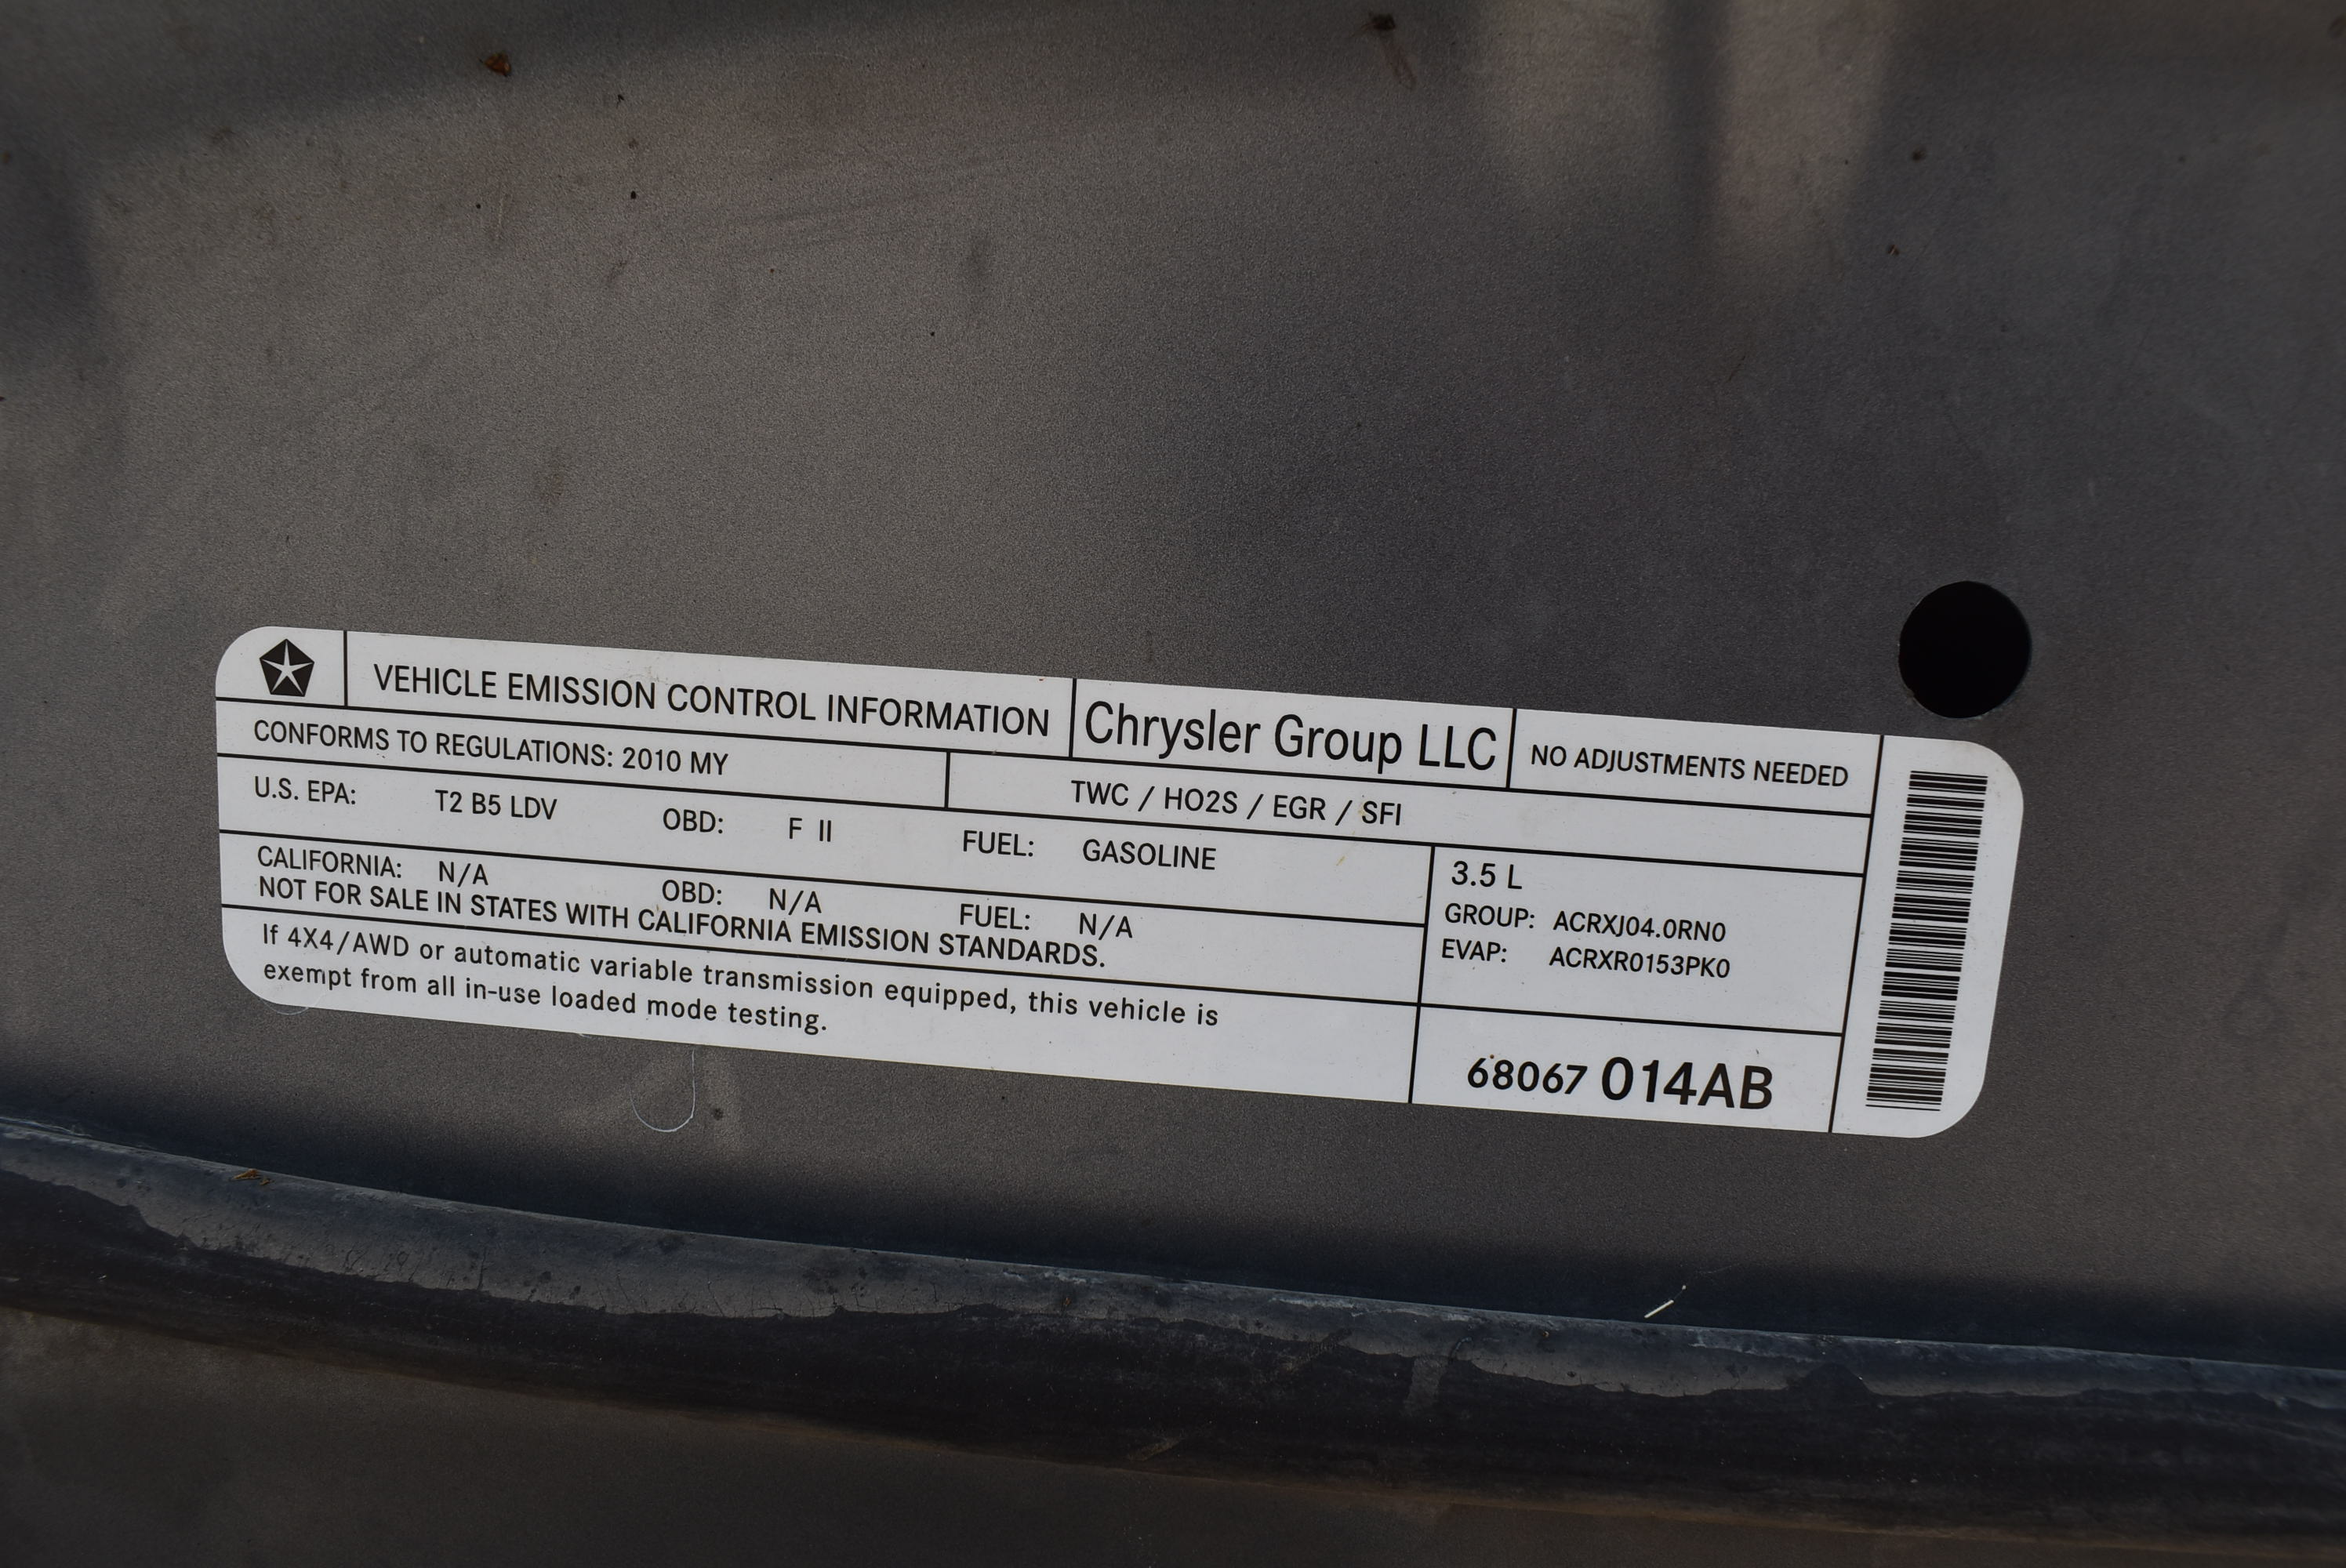 VEHICLE EMISSION CONTROL INFORMATION
Chrysler Group LLC
NO ADJUSTMENTS NEEDED
CONFORMS TO REGULATIONS: 2010 MY
TWC / HO2S / EGR / SFI
U.S. EPA: T2 B5 LDV OBD: F II FUEL: GASOLINE
CALIFORNIA: N/A OBD: N/A FUEL: N/A
NOT FOR SALE IN STATES WITH CALIFORNIA EMISSION STANDARDS.
If 4X4/AWD or automatic variable transmission equipped, this vehicle is
exempt from all in-use loaded mode testing.
3.5 L
GROUP: ACRXJ04.0RN0
EVAP: ACRXR0153PK0
68067 014AB